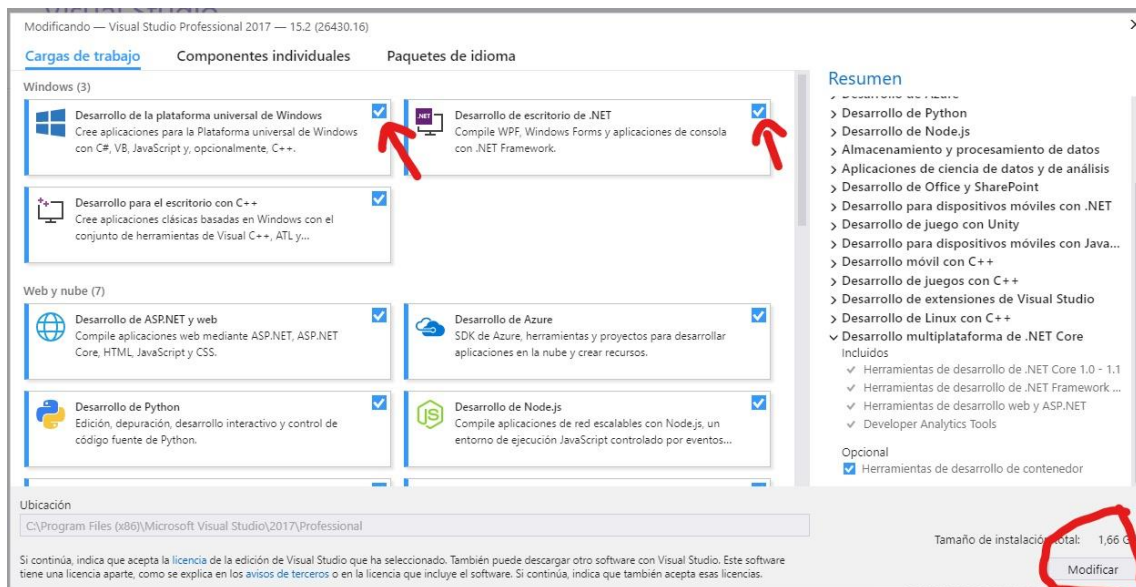 Modificando — Visual Studio Professional 2017 — 15.2 (26430.16)
Cargas de trabajo
Componentes individuales
Paquetes de idioma
Windows (3)
Desarrollo de la plataforma universal de Windows
Cree aplicaciones para la Plataforma universal de Windows
con C#, VB, JavaScript y, opcionalmente, C++.
Desarrollo de escritorio de .NET
Compile WPF, Windows Forms y aplicaciones de consola
con .NET Framework.
Desarrollo para el escritorio con C++
Cree aplicaciones clásicas basadas en Windows con el
conjunto de herramientas de Visual C++, ATL y...
Web y nube (7)
Desarrollo de ASP.NET y web
Compile aplicaciones web mediante ASP.NET, ASP.NET
Core, HTML, JavaScript y CSS.
Desarrollo de Azure
SDK de Azure, herramientas y proyectos para desarrollar
aplicaciones en la nube y crear recursos.
Desarrollo de Python
Edición, depuración, desarrollo interactivo y control de
código fuente de Python.
Desarrollo de Node.js
Compile aplicaciones de red escalables con Node.js, un
entorno de ejecución JavaScript controlado por eventos...
Resumen
Desarrollo de Python
Desarrollo de Node.js
Almacenamiento y procesamiento de datos
Aplicaciones de ciencia de datos y de análisis
Desarrollo de Office y SharePoint
Desarrollo para dispositivos móviles con .NET
Desarrollo de juego con Unity
Desarrollo para dispositivos móviles con Java...
Desarrollo móvil con C++
Desarrollo de juegos con C++
Desarrollo de extensiones de Visual Studio
Desarrollo de Linux con C++
Desarrollo multiplataforma de .NET Core
Incluidos
Herramientas de desarrollo de .NET Core 1.0 - 1.1
Herramientas de desarrollo de .NET Framework ...
Herramientas de desarrollo web y ASP.NET
Developer Analytics Tools
Opcional
Herramientas de desarrollo de contenedor
Ubicación
C:\Program Files (x86)\Microsoft Visual Studio\2017\Professional
Si continúa, indica que acepta la licencia de la edición de Visual Studio que ha seleccionado. También puede descargar otro software con Visual Studio. Este software
tiene una licencia aparte, como se explica en los avisos de terceros o en la licencia que incluye el software. Si continúa, indica que también acepta esas licencias.
Tamaño de instalación total: 1,66 G
Modificar